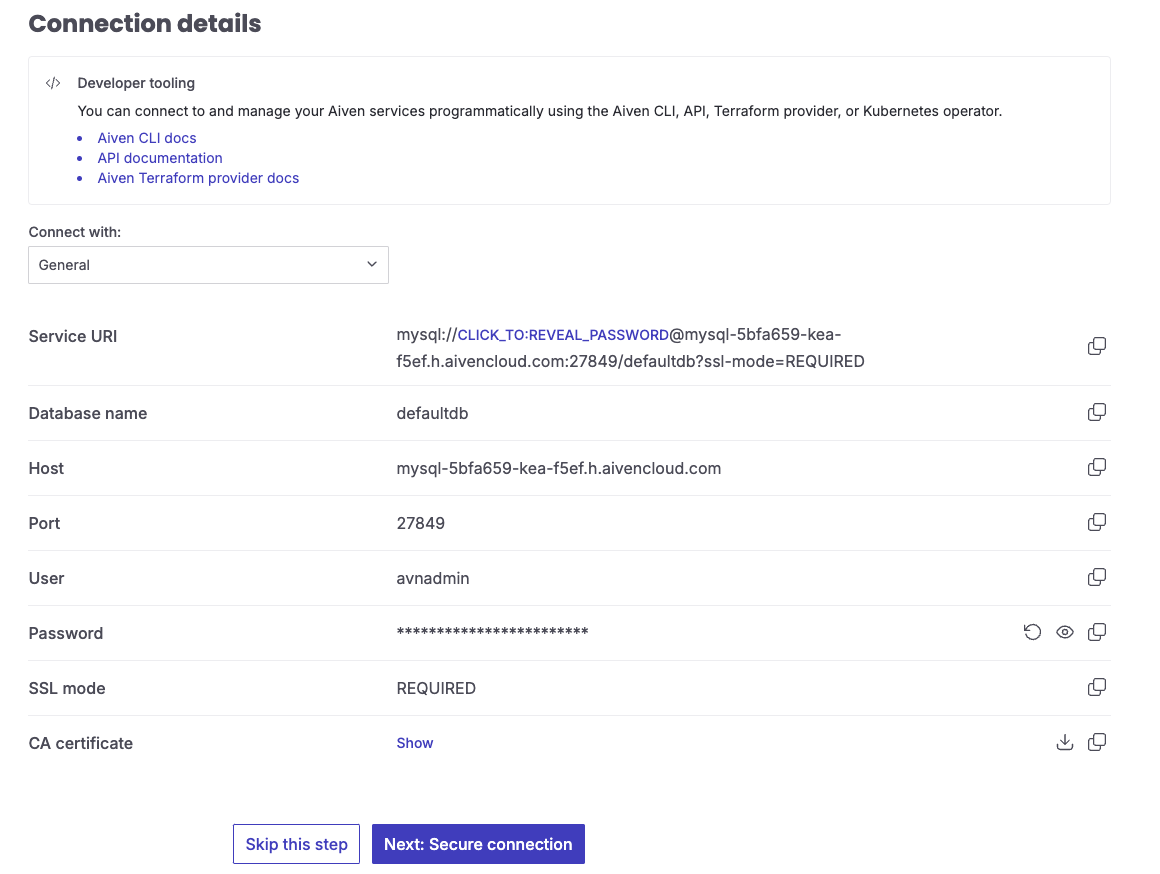 Connection details
</> Developer tooling
You can connect to and manage your Aiven services programmatically using the Aiven CLI, API, Terraform provider, or Kubernetes operator.
• Aiven CLI docs
• API documentation
• Aiven Terraform provider docs
Connect with:
General
Service URI mysql://CLICK_TO:REVEAL_PASSWORD@mysql-5bfa659-kea-
f5ef.h.aivencloud.com:27849/defaultdb?ssl-mode=REQUIRED
Database name defaultdb
Host mysql-5bfa659-kea-f5ef.h.aivencloud.com
Port 27849
User avnadmin
Password ************************
SSL mode REQUIRED
CA certificate Show
Skip this step Next: Secure connection